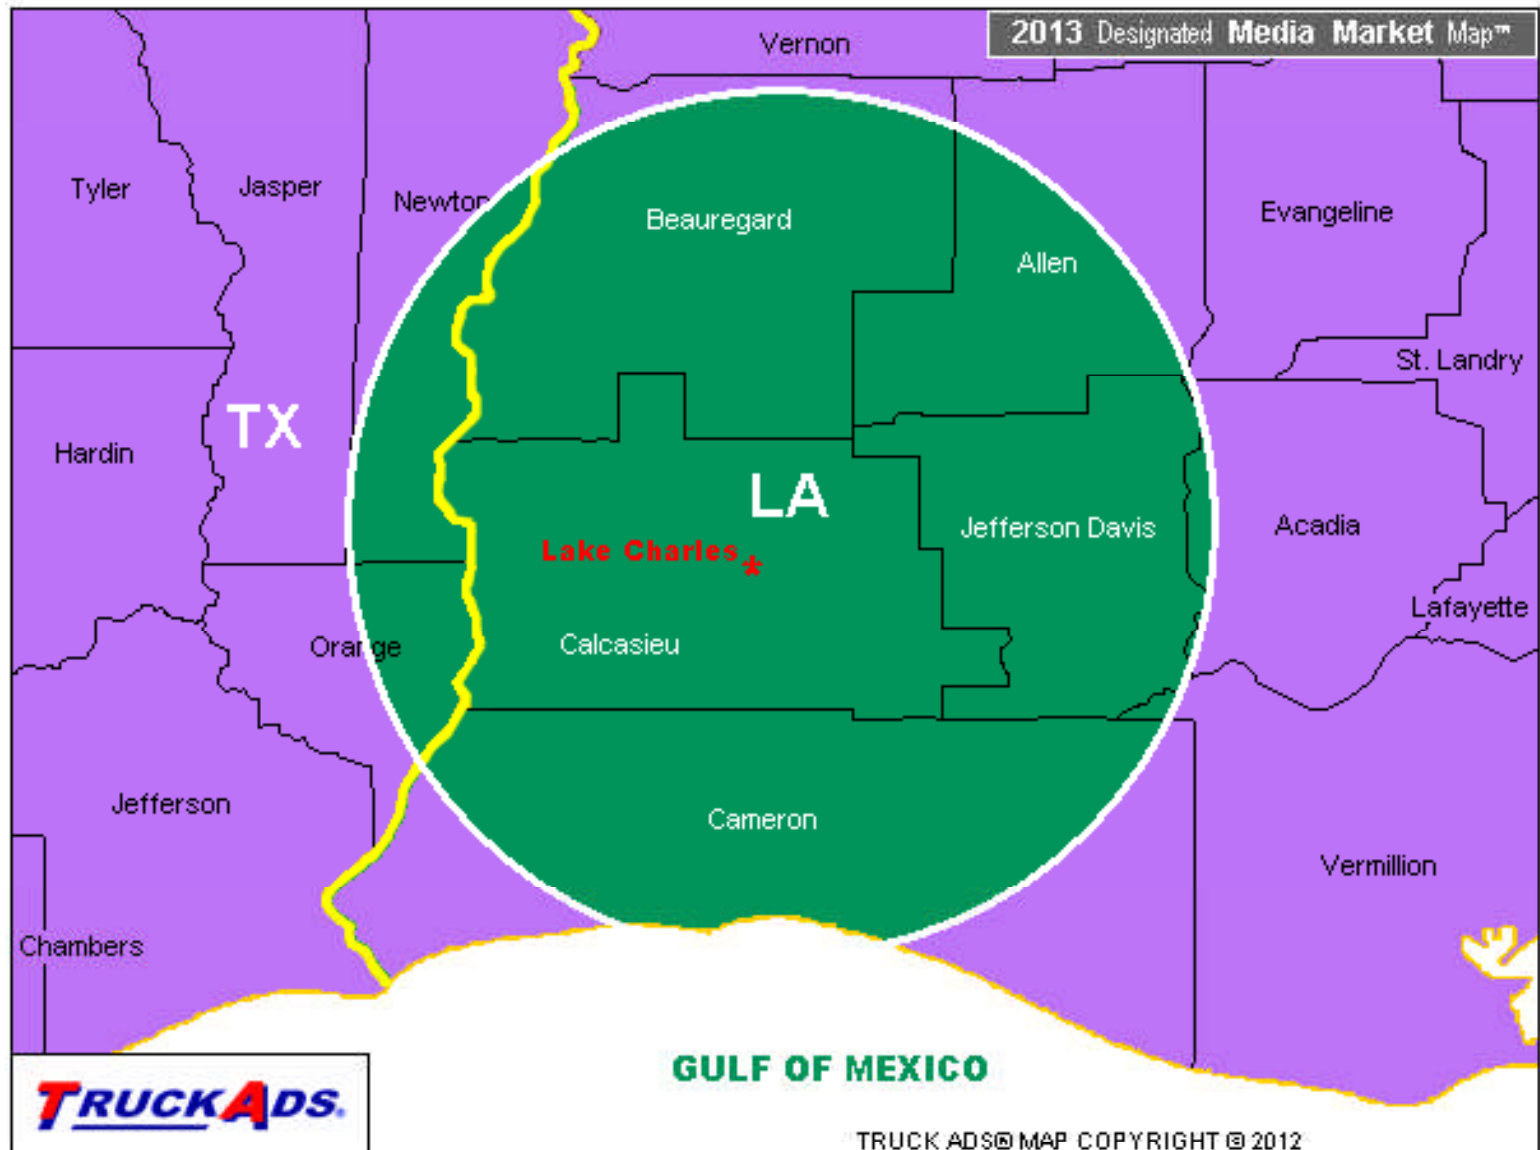 2013 Designated Media Market Map™
Vernon
Tyler
Jasper
Newton
Beauregard
Evangeline
Allen
St. Landry
TX
Hardin
LA
Jefferson Davis
Acadia
Lake Charles *
Lafayette
Orange
Calcasieu
Jefferson
Cameron
Vermillion
Chambers
GULF OF MEXICO
TRUCKADS®
TRUCK ADS® MAP COPYRIGHT © 2012